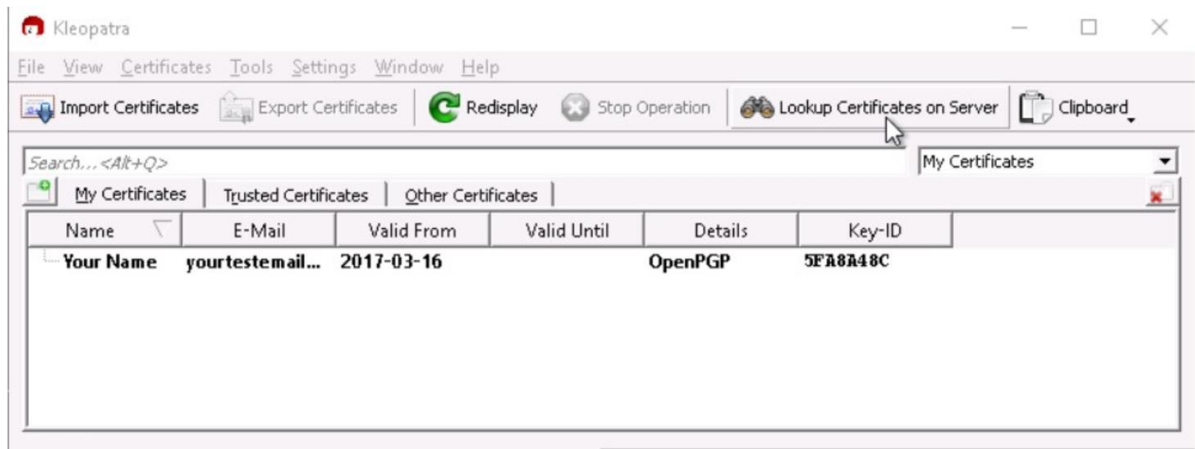 Kleopatra
File View Certificates Tools Settings Window Help
Import Certificates Export Certificates Redisplay Stop Operation Lookup Certificates on Server Clipboard
Search...<Alt+Q> My Certificates
My Certificates Trusted Certificates Other Certificates
Name E-Mail Valid From Valid Until Details Key-ID
Your Name yourtestemail... 2017-03-16 OpenPGP 5FA8A48C